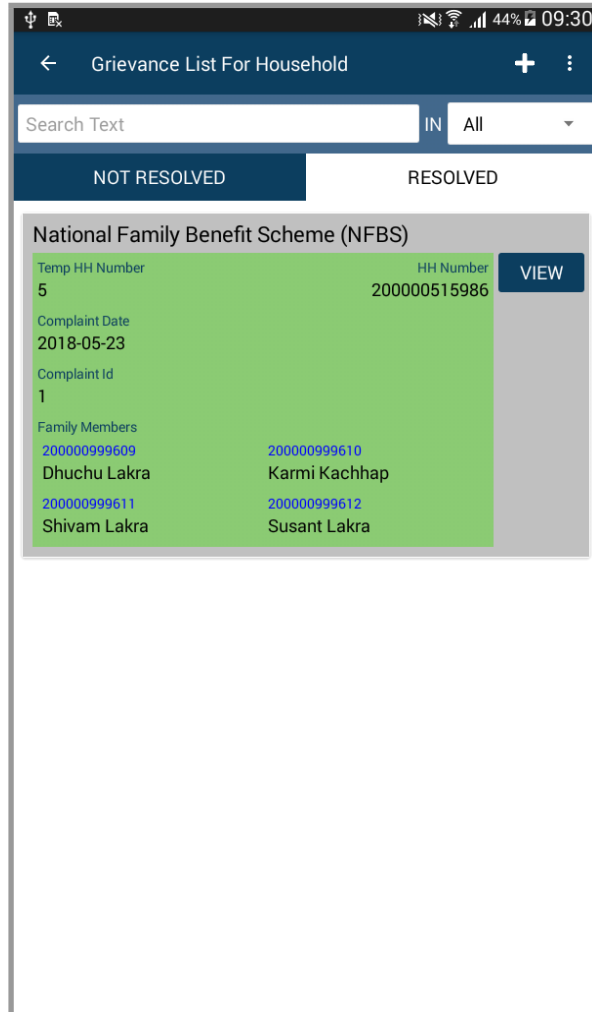 44% 09:30
Grievance List For Household
Search Text IN All
NOT RESOLVED RESOLVED
National Family Benefit Scheme (NFBS)
Temp HH Number HH Number VIEW
5 200000515986
Complaint Date
2018-05-23
Complaint Id
1
Family Members
200000999609 200000999610
Dhuchu Lakra Karmi Kachhap
200000999611 200000999612
Shivam Lakra Susant Lakra